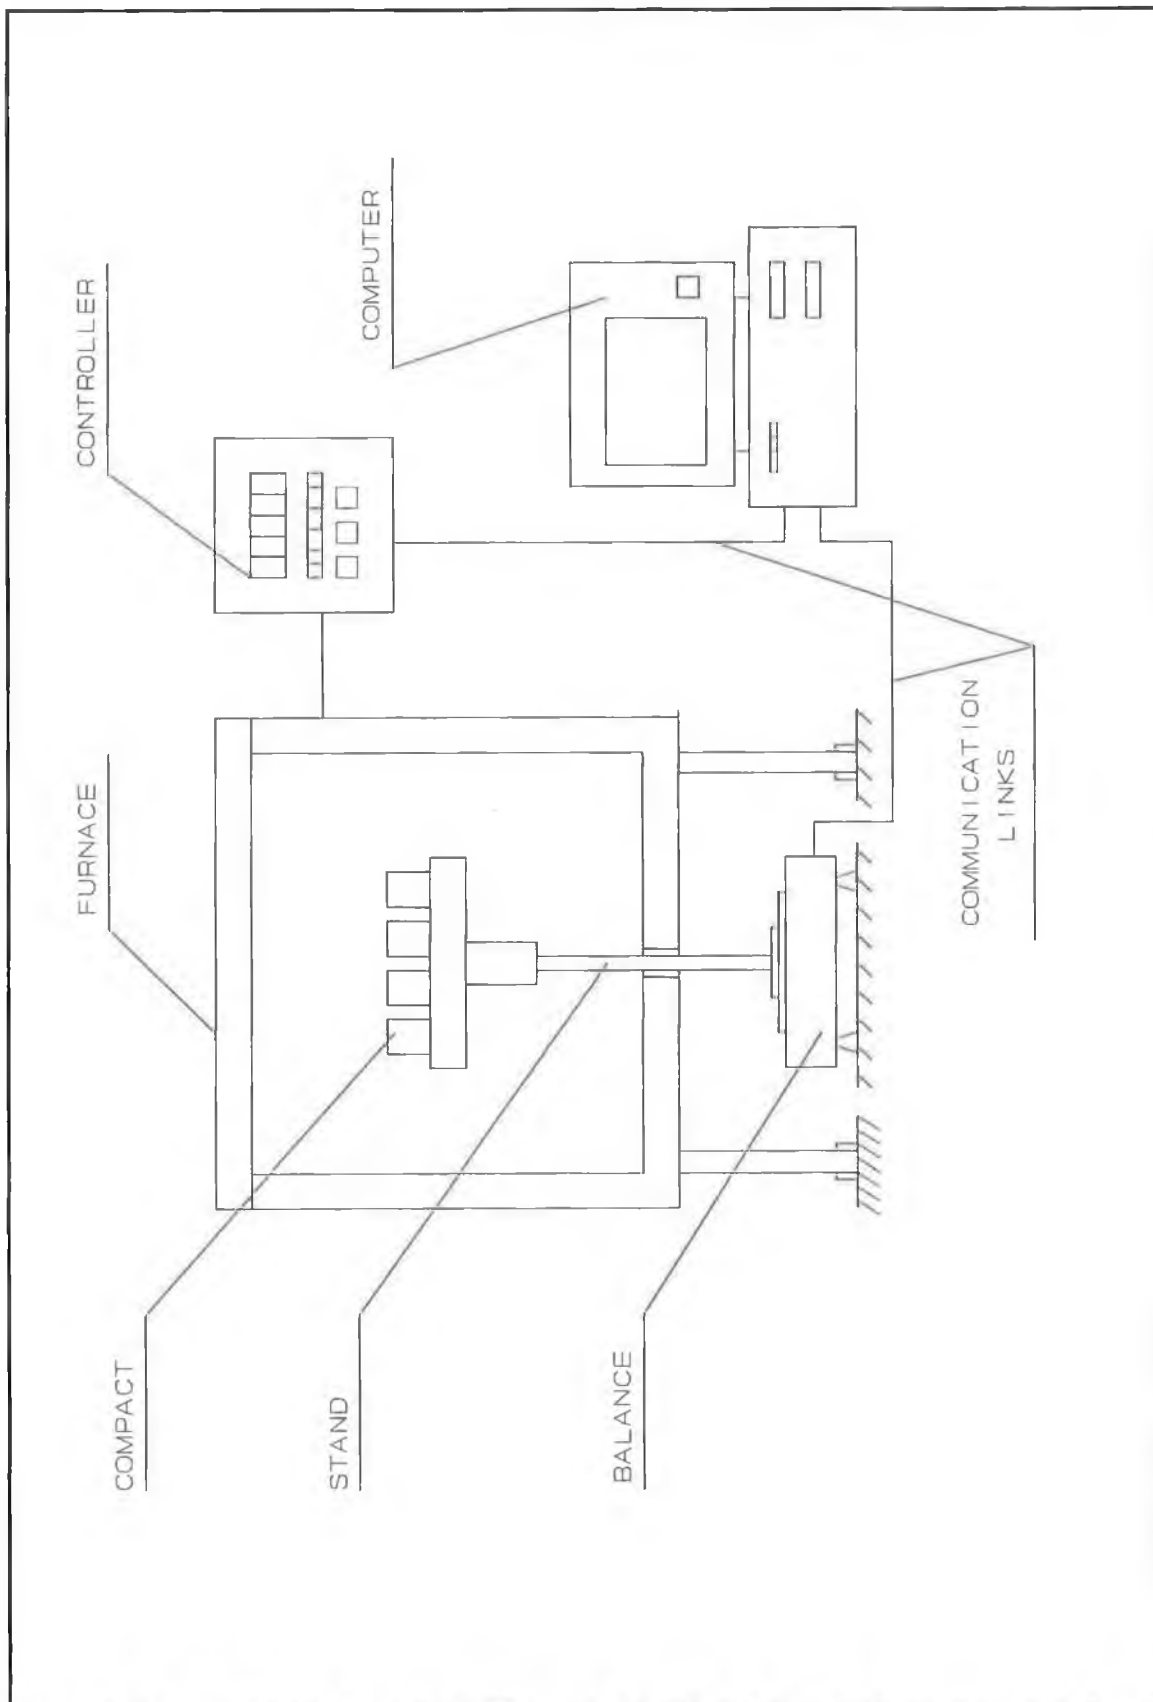 COMPACT
STAND
BALANCE
FURNACE
CONTROLLER
COMPUTER
COMMUNICATION
LINKS